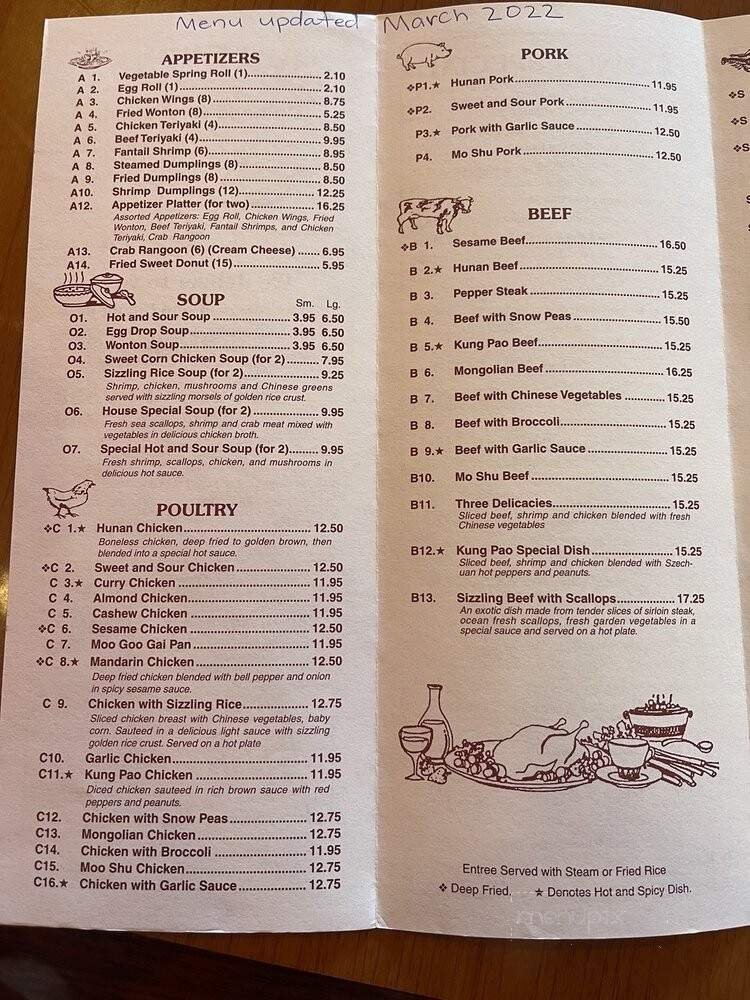 Menu updated March 2022
APPETIZERS
A 1. Vegetable Spring Roll (1)..................... 2.10
A 2. Egg Roll (1)............................................ 2.10
A 3. Chicken Wings (8) ................................ 8.75
A 4. Fried Wonton (8)................................... 5.25
A 5. Chicken Teriyaki (4)............................... 8.50
A 6. Beef Teriyaki (4)..................................... 9.95
A 7. Fantail Shrimp (6)................................... 8.95
A 8. Steamed Dumplings (8)......................... 8.50
A 9. Fried Dumplings (8)............................... 8.50
A10. Shrimp Dumplings (12)......................... 12.25
A12. Appetizer Platter (for two).................... 16.25
Assorted Appetizers: Egg Roll, Chicken Wings, Fried
Wonton, Beef Teriyaki, Fantail Shrimps, and Chicken
Teriyaki, Crab Rangoon
A13. Crab Rangoon (6) (Cream Cheese) ...... 6.95
A14. Fried Sweet Donut (15)......................... 5.95
SOUP
Sm. Lg.
O1. Hot and Sour Soup ...................... 3.95 6.50
O2. Egg Drop Soup............................ 3.95 6.50
O3. Wonton Soup............................... 3.95 6.50
O4. Sweet Corn Chicken Soup (for 2) ........ 7.95
O5. Sizzling Rice Soup (for 2)..................... 9.25
Shrimp, chicken, mushrooms and Chinese greens
served with sizzling morsels of golden rice crust.
O6. House Special Soup (for 2) .................. 9.95
Fresh sea scallops, shrimp and crab meat mixed with
vegetables in delicious chicken broth.
O7. Special Hot and Sour Soup (for 2)........ 9.95
Fresh shrimp, scallops, chicken, and mushrooms in
delicious hot sauce.
POULTRY
❖C 1.★ Hunan Chicken.................................. 12.50
Boneless chicken, deep fried to golden brown, then
blended into a special hot sauce.
❖C 2. Sweet and Sour Chicken ................... 12.50
C 3.★ Curry Chicken .................................. 11.95
C 4. Almond Chicken................................ 11.95
C 5. Cashew Chicken ............................... 11.95
❖C 6. Sesame Chicken ............................... 12.50
C 7. Moo Goo Gai Pan .............................. 11.95
❖C 8.★ Mandarin Chicken ............................. 12.50
Deep fried chicken blended with bell pepper and onion
in spicy sesame sauce.
C 9. Chicken with Sizzling Rice................. 12.75
Sliced chicken breast with Chinese vegetables, baby
corn. Sauteed in a delicious light sauce with sizzling
golden rice crust. Served on a hot plate
C10. Garlic Chicken.................................. 11.95
C11.★ Kung Pao Chicken ............................ 11.95
Diced chicken sauteed in rich brown sauce with red
peppers and peanuts.
C12. Chicken with Snow Peas.................... 12.75
C13. Mongolian Chicken........................... 12.75
C14. Chicken with Broccoli ....................... 11.95
C15. Moo Shu Chicken.............................. 12.75
C16.★ Chicken with Garlic Sauce................. 12.75
PORK
❖P1.★ Hunan Pork................................... 11.95
❖P2. Sweet and Sour Pork ...................... 11.95
P3.★ Pork with Garlic Sauce .................... 12.50
P4. Mo Shu Pork .................................. 12.50
BEEF
❖B 1. Sesame Beef................................. 16.50
B 2.★ Hunan Beef ................................... 15.25
B 3. Pepper Steak ................................. 15.25
B 4. Beef with Snow Peas ...................... 15.50
B 5.★ Kung Pao Beef............................... 15.25
B 6. Mongolian Beef .............................. 16.25
B 7. Beef with Chinese Vegetables .......... 15.25
B 8. Beef with Broccoli........................... 15.25
B 9.★ Beef with Garlic Sauce .................... 15.25
B10. Mo Shu Beef .................................. 15.25
B11. Three Delicacies............................. 15.25
Sliced beef, shrimp and chicken blended with fresh
Chinese vegetables
B12.★ Kung Pao Special Dish .................... 15.25
Sliced beef, shrimp and chicken blended with Szech-
uan hot peppers and peanuts.
B13. Sizzling Beef with Scallops............... 17.25
An exotic dish made from tender slices of sirloin steak,
ocean fresh scallops, fresh garden vegetables in a
special sauce and served on a hot plate.
Entree Served with Steam or Fried Rice
❖ Deep Fried. ★ Denotes Hot and Spicy Dish.
❖S
❖S
❖S